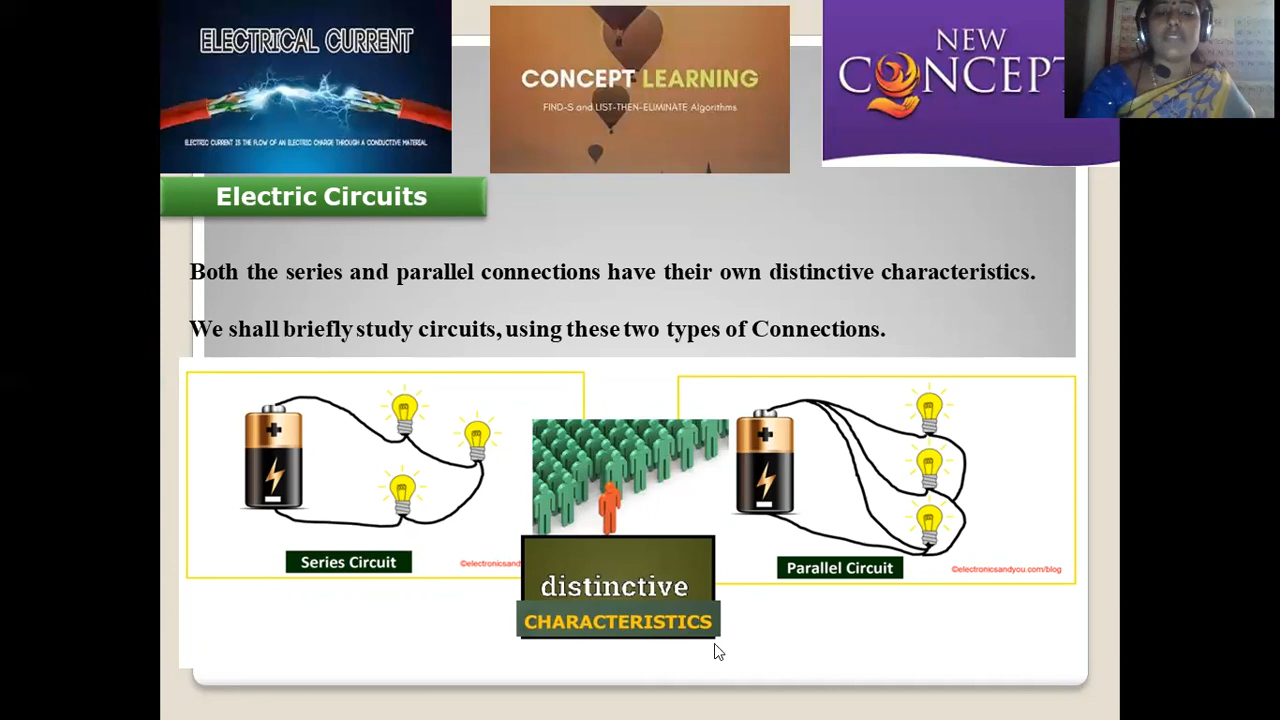 ELECTRICAL CURRENT
ELECTRIC CURRENT IS THE FLOW OF AN ELECTRIC CHARGE THROUGH A CONDUCTIVE MATERIAL
CONCEPT LEARNING
FIND-S and LIST-THEN-ELIMINATE Algorithms
NEW
CONCEPT
Electric Circuits
Both the series and parallel connections have their own distinctive characteristics.
We shall briefly study circuits, using these two types of Connections.
Series Circuit
©electronicsand
distinctive
CHARACTERISTICS
Parallel Circuit
©electronicsandyou.com/blog